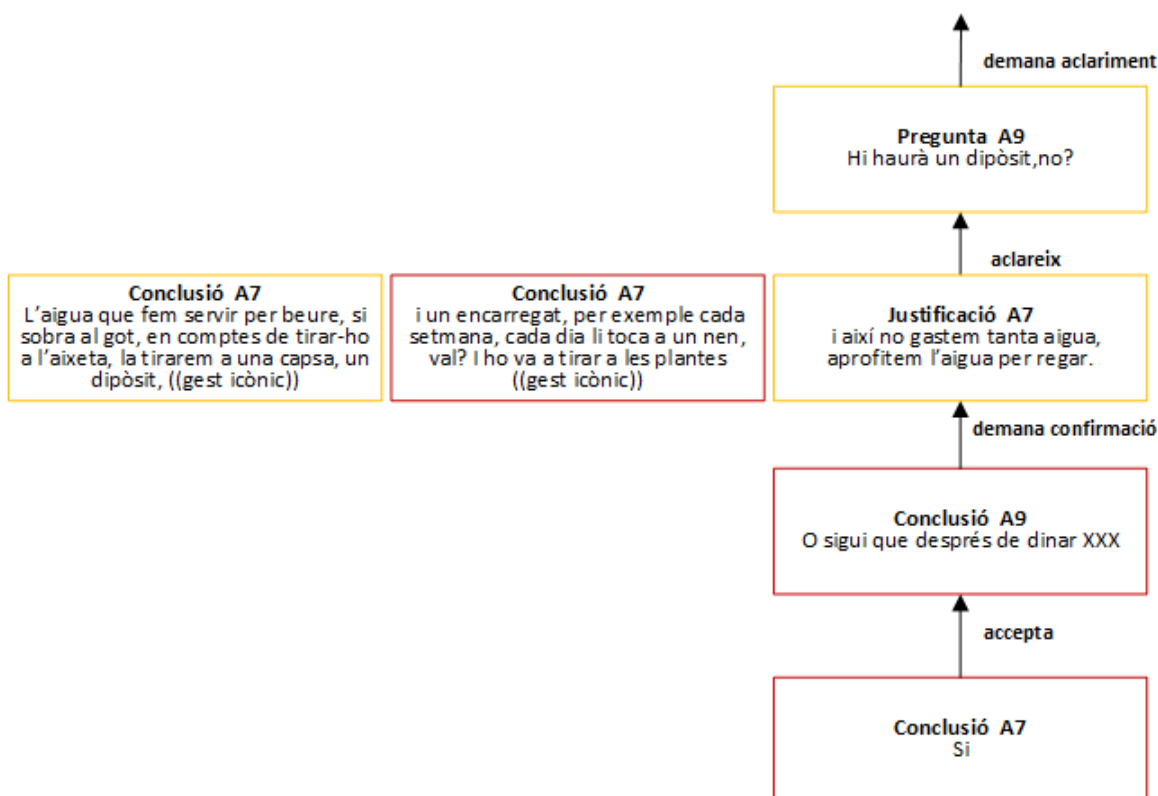 demana aclariment
Pregunta A9
Hi haurà un dipòsit,no?
aclareix
Conclusió A7
L'aigua que fem servir per beure, si
sobra al got, en comptes de tirar-ho
a l'aixeta, la tirarem a una capsa, un
dipòsit, ((gest icònic))
Conclusió A7
i un encarregat, per exemple cada
setmana, cada dia li toca a un nen,
val? I ho va a tirar a les plantes
((gest icònic))
Justificació A7
i així no gastem tanta aigua,
aprofitem l'aigua per regar.
demana confirmació
Conclusió A9
O sigui que després de dinar XXX
accepta
Conclusió A7
Si